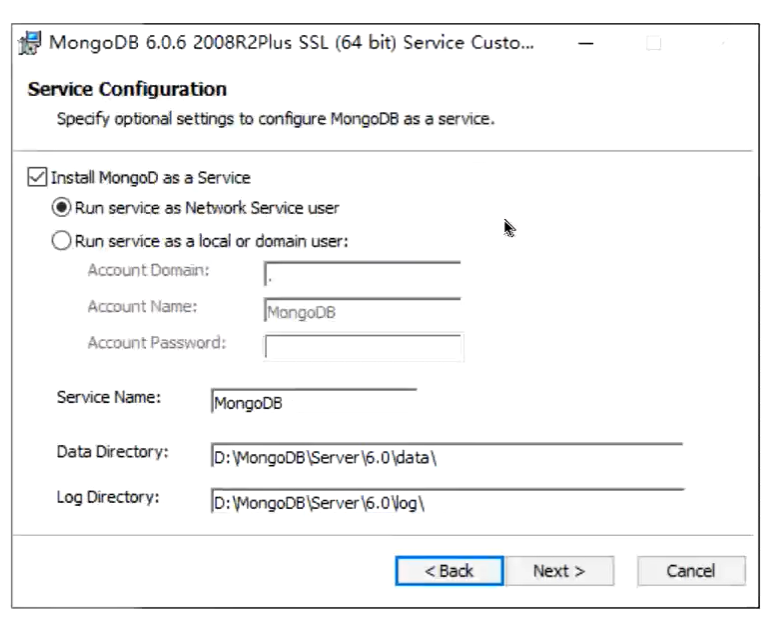 MongoDB 6.0.6 2008R2Plus SSL (64 bit) Service Custo...
Service Configuration
Specify optional settings to configure MongoDB as a service.
Install MongoD as a Service
Run service as Network Service user
Run service as a local or domain user:
Account Domain: .
Account Name: MongoDB
Account Password:
Service Name: MongoDB
Data Directory: D:\MongoDB\Server\6.0\data\
Log Directory: D:\MongoDB\Server\6.0\log\
< Back Next > Cancel